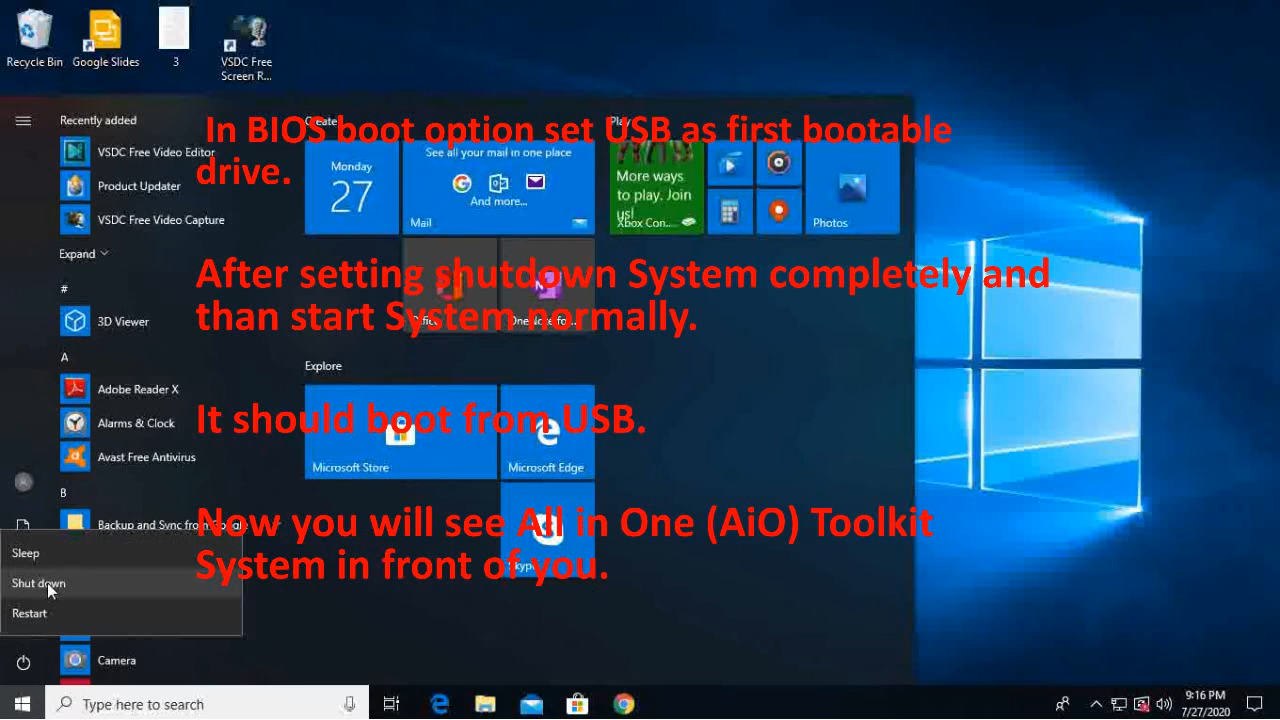 Recycle Bin
Google Slides
3
VSDC Free
Screen R...
Recently added
VSDC Free Video Editor
Product Updater
VSDC Free Video Capture
Expand
#
3D Viewer
A
Adobe Reader X
Alarms & Clock
Avast Free Antivirus
B
Backup and Sync from Google
Sleep
Shut down
Restart
Camera
Create
Monday
27
See all your mail in one place
And more...
Mail
Play
More ways
to play. Join
us!
Xbox Con...
Photos
Office
OneNote for...
Explore
Microsoft Store
Microsoft Edge
Skype
In BIOS boot option set USB as first bootable
drive.
After setting shutdown System completely and
than start System normally.
It should boot from USB.
Now you will see All in One (AiO) Toolkit
System in front of you.
Type here to search
9:16 PM
7/27/2020